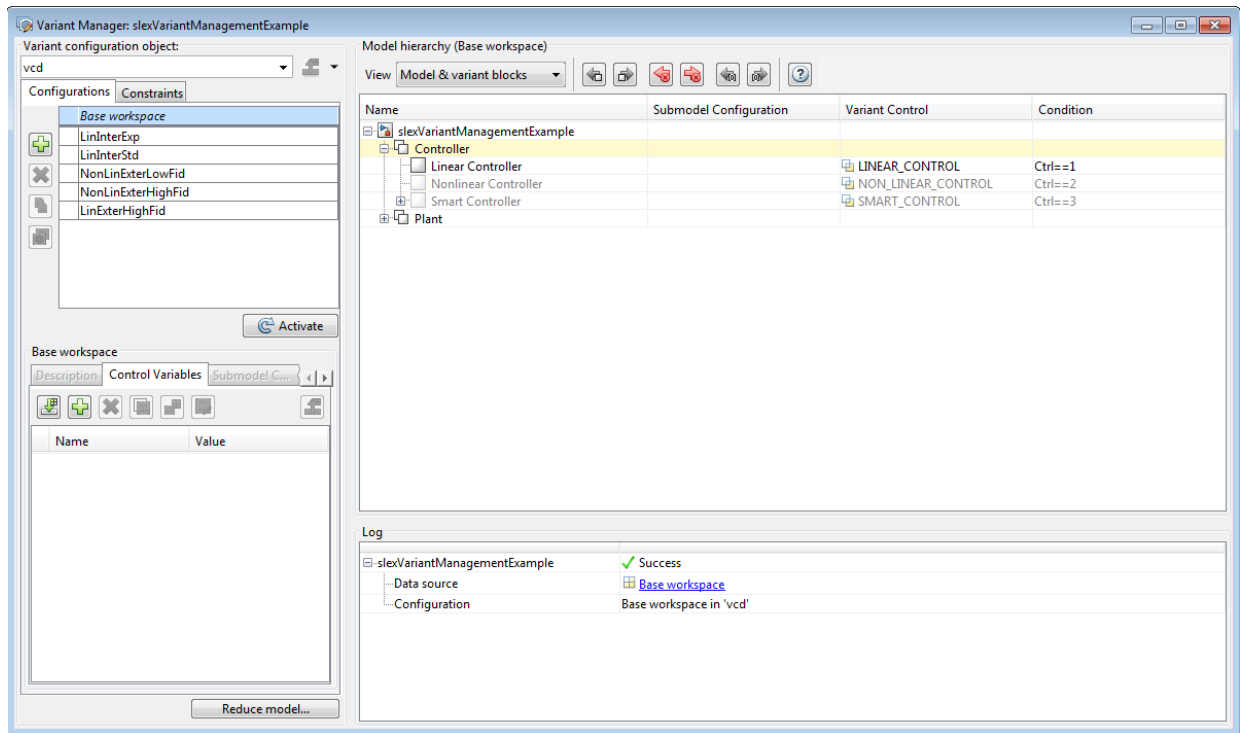 Variant Manager: slexVariantManagementExample
Variant configuration object:
vcd
Configurations Constraints
Base workspace
LinInterExp
LinInterStd
NonLinExterLowFid
NonLinExterHighFid
LinExterHighFid
Activate
Base workspace
Description Control Variables Submodel C...
Name Value
Reduce model...
Model hierarchy (Base workspace)
View Model & variant blocks
Name Submodel Configuration Variant Control Condition
slexVariantManagementExample
Controller
Linear Controller LINEAR_CONTROL Ctrl==1
Nonlinear Controller NON_LINEAR_CONTROL Ctrl==2
Smart Controller SMART_CONTROL Ctrl==3
Plant
Log
slexVariantManagementExample Success
Data source Base workspace
Configuration Base workspace in 'vcd'